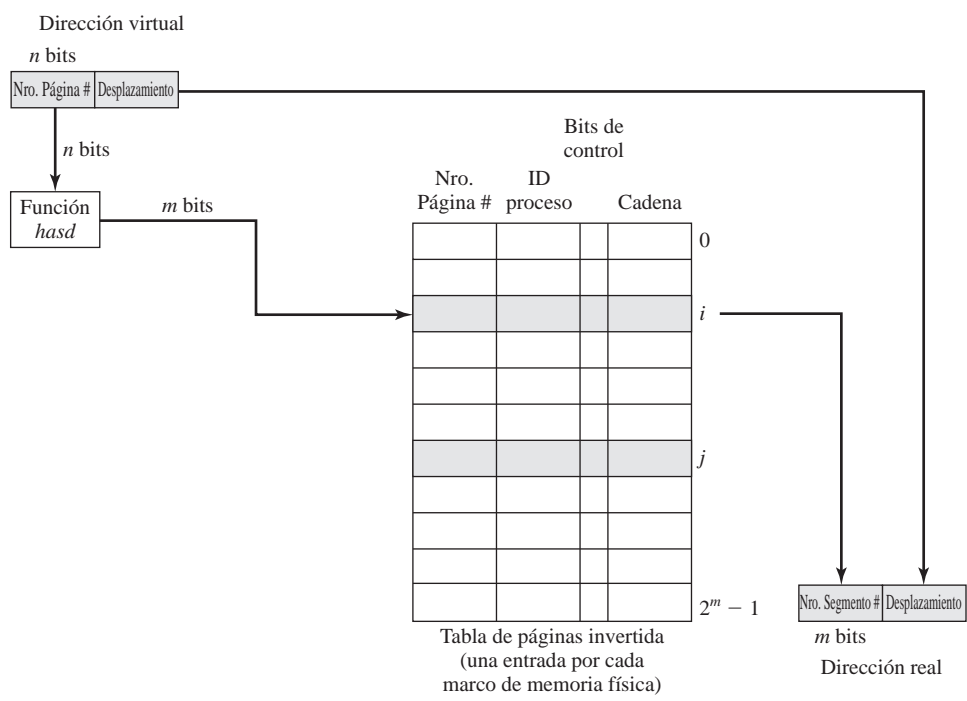 Dirección virtual
n bits
Nro. Página # Desplazamiento
n bits
Función
hasd
m bits
Bits de
control
Nro.
Página #
ID
proceso
Cadena
0
i
j
2^m − 1
Tabla de páginas invertida
(una entrada por cada
marco de memoria física)
Nro. Segmento # Desplazamiento
m bits
Dirección real